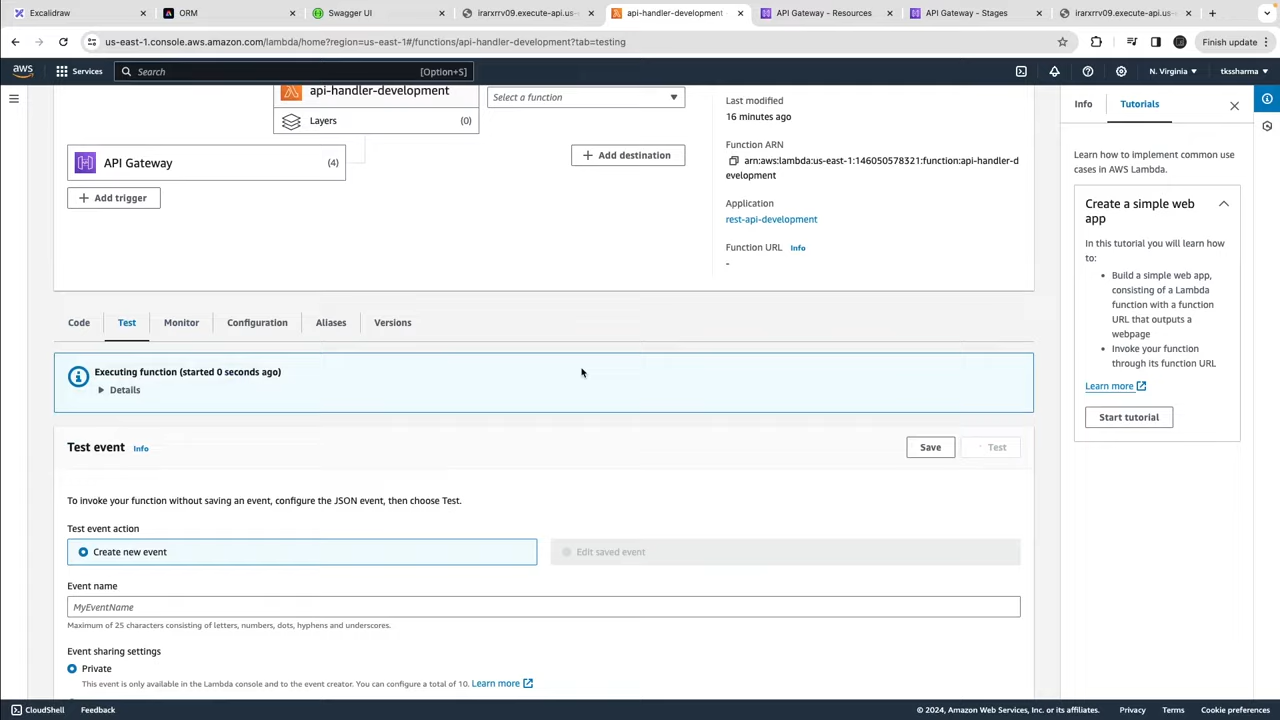 Excalidraw
ORM
Swagger UI
irarxrrv09.execute-api.us-
api-handler-development
API Gateway - Resources
API Gateway - Stages
irarxrrv09.execute-api.us-
us-east-1.console.aws.amazon.com/lambda/home?region=us-east-1#/functions/api-handler-development?tab=testing
Finish update
aws
Services
Search
[Option+S]
N. Virginia
tkssharma
api-handler-development
Layers
(0)
API Gateway
(4)
Add trigger
Select a function
Add destination
Last modified
16 minutes ago
Function ARN
arn:aws:lambda:us-east-1:146050578321:function:api-handler-d
evelopment
Application
rest-api-development
Function URL Info
-
Code
Test
Monitor
Configuration
Aliases
Versions
Executing function (started 0 seconds ago)
Details
Test event Info
Save
Test
To invoke your function without saving an event, configure the JSON event, then choose Test.
Test event action
Create new event
Edit saved event
Event name
MyEventName
Maximum of 25 characters consisting of letters, numbers, dots, hyphens and underscores.
Event sharing settings
Private
This event is only available in the Lambda console and to the event creator. You can configure a total of 10. Learn more
Info
Tutorials
Learn how to implement common use
cases in AWS Lambda.
Create a simple web
app
In this tutorial you will learn how
to:
• Build a simple web app,
consisting of a Lambda
function with a function
URL that outputs a
webpage
• Invoke your function
through its function URL
Learn more
Start tutorial
CloudShell
Feedback
© 2024, Amazon Web Services, Inc. or its affiliates.
Privacy
Terms
Cookie preferences